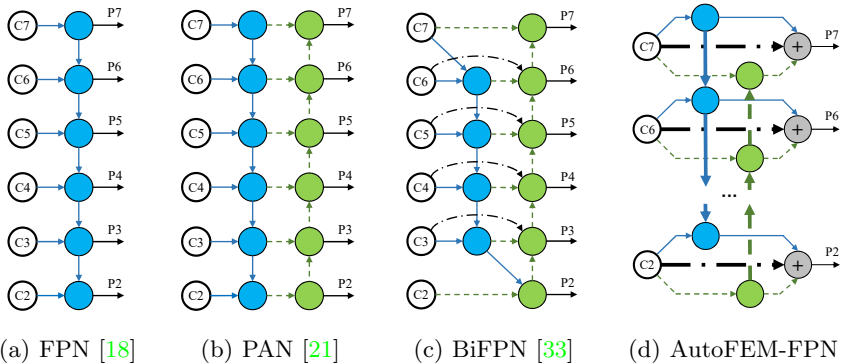 C7 P7
C6 P6
C5 P5
C4 P4
C3 P3
C2 P2
(a) FPN [18]
C7 P7
C6 P6
C5 P5
C4 P4
C3 P3
C2 P2
(b) PAN [21]
C7 P7
C6 P6
C5 P5
C4 P4
C3 P3
C2 P2
(c) BiFPN [33]
C7 + P7
C6 + P6
...
C2 + P2
(d) AutoFEM-FPN